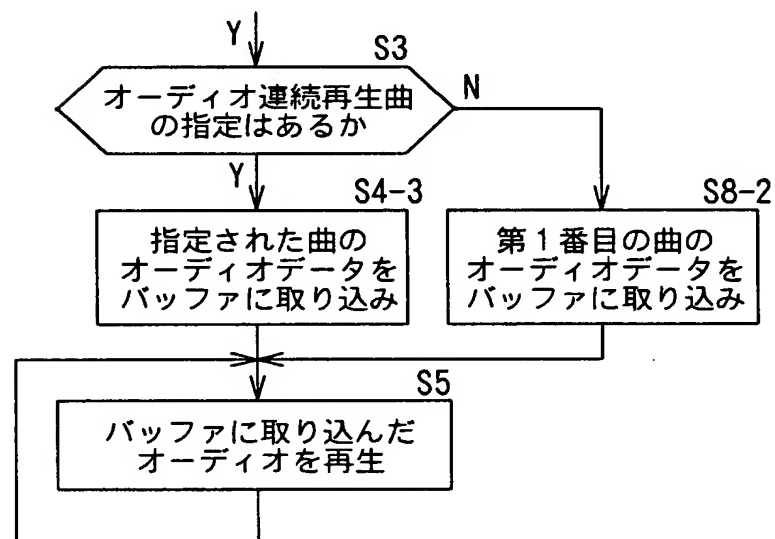 Y
S3
オーディオ連続再生曲
の指定はあるか
N
Y
S4-3
指定された曲の
オーディオデータを
バッファに取り込み
S8-2
第1番目の曲の
オーディオデータを
バッファに取り込み
S5
バッファに取り込んだ
オーディオを再生